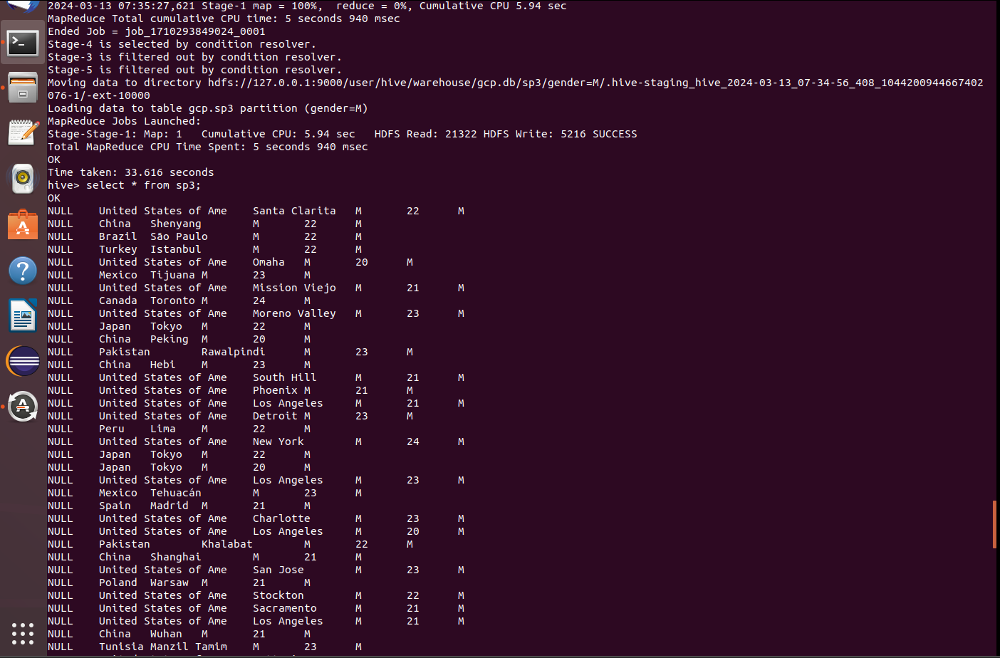 2024-03-13 07:35:27,621 Stage-1 map = 100%,  reduce = 0%, Cumulative CPU 5.94 sec
MapReduce Total cumulative CPU time: 5 seconds 940 msec
Ended Job = job_1710293849024_0001
Stage-4 is selected by condition resolver.
Stage-3 is filtered out by condition resolver.
Stage-5 is filtered out by condition resolver.
Moving data to directory hdfs://127.0.0.1:9000/user/hive/warehouse/gcp.db/sp3/gender=M/.hive-staging_hive_2024-03-13_07-34-56_408_1044200944667402
076-1/-ext-10000
Loading data to table gcp.sp3 partition (gender=M)
MapReduce Jobs Launched:
Stage-Stage-1: Map: 1   Cumulative CPU: 5.94 sec   HDFS Read: 21322 HDFS Write: 5216 SUCCESS
Total MapReduce CPU Time Spent: 5 seconds 940 msec
OK
Time taken: 33.616 seconds
hive> select * from sp3;
OK
NULL    United States of Ame    Santa Clarita   M       22      M
NULL    China   Shenyang        M       22      M
NULL    Brazil  São Paulo       M       22      M
NULL    Turkey  Istanbul        M       22      M
NULL    United States of Ame    Omaha   M       20      M
NULL    Mexico  Tijuana M       23      M
NULL    United States of Ame    Mission Viejo   M       21      M
NULL    Canada  Toronto M       24      M
NULL    United States of Ame    Moreno Valley   M       23      M
NULL    Japan   Tokyo   M       22      M
NULL    China   Peking  M       20      M
NULL    Pakistan        Rawalpindi      M       23      M
NULL    China   Hebi    M       23      M
NULL    United States of Ame    South Hill      M       21      M
NULL    United States of Ame    Phoenix M       21      M
NULL    United States of Ame    Los Angeles     M       21      M
NULL    United States of Ame    Detroit M       23      M
NULL    Peru    Lima    M       22      M
NULL    United States of Ame    New York        M       24      M
NULL    Japan   Tokyo   M       22      M
NULL    Japan   Tokyo   M       20      M
NULL    United States of Ame    Los Angeles     M       23      M
NULL    Mexico  Tehuacán        M       23      M
NULL    Spain   Madrid  M       21      M
NULL    United States of Ame    Charlotte       M       23      M
NULL    United States of Ame    Los Angeles     M       20      M
NULL    Pakistan        Khalabat        M       22      M
NULL    China   Shanghai        M       21      M
NULL    United States of Ame    San Jose        M       23      M
NULL    Poland  Warsaw  M       21      M
NULL    United States of Ame    Stockton        M       22      M
NULL    United States of Ame    Sacramento      M       21      M
NULL    United States of Ame    Los Angeles     M       21      M
NULL    China   Wuhan   M       21      M
NULL    Tunisia Manzil Tamim    M       23      M